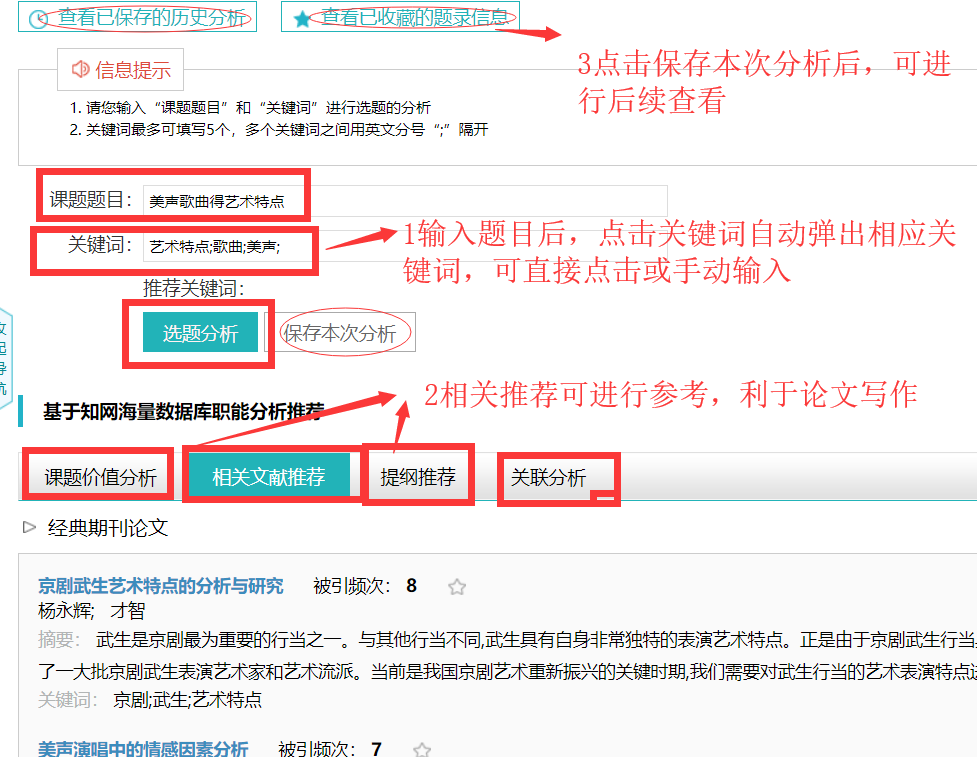 查看已保存的历史分析
查看已收藏的题录信息
3点击保存本次分析后，可进
行后续查看
信息提示
1. 请您输入“课题题目”和“关键词”进行选题的分析
2. 关键词最多可填写5个，多个关键词之间用英文分号“;”隔开
课题题目：
美声歌曲得艺术特点
关键词：
艺术特点;歌曲;美声;
1输入题目后，点击关键词自动弹出相应关
键词，可直接点击或手动输入
推荐关键词：
选题分析
保存本次分析
收起导航
2相关推荐可进行参考，利于论文写作
基于知网海量数据库职能分析推荐
课题价值分析
相关文献推荐
提纲推荐
关联分析
经典期刊论文
京剧武生艺术特点的分析与研究 被引频次： 8
杨永辉; 才智
摘要： 武生是京剧最为重要的行当之一。与其他行当不同,武生具有自身非常独特的表演艺术特点。正是由于京剧武生行当
了一大批京剧武生表演艺术家和艺术流派。当前是我国京剧艺术重新振兴的关键时期,我们需要对武生行当的艺术表演特点
关键词： 京剧;武生;艺术特点
美声演唱中的情感因素分析 被引频次： 7